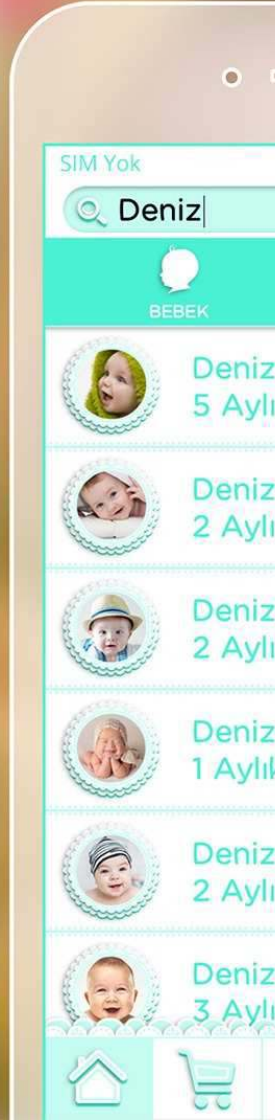 SIM Yok
Deniz
BEBEK
Deniz
5 Aylı
Deniz
2 Aylı
Deniz
2 Aylı
Deniz
1 Aylık
Deniz
2 Aylı
Deniz
3 Aylı